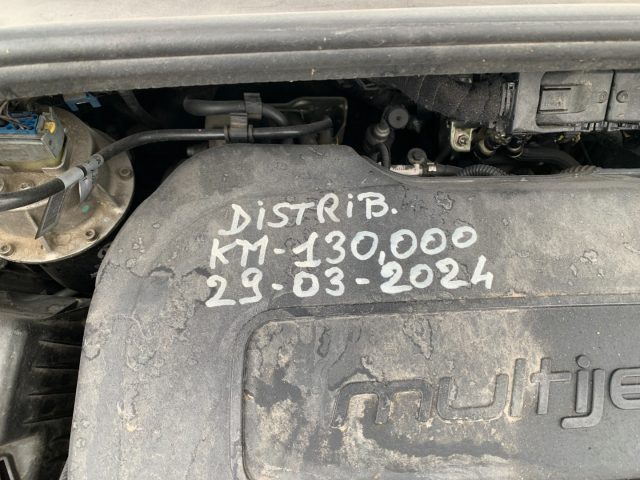 DiSTRiB.
KM-130,000
29-03-2024
multije